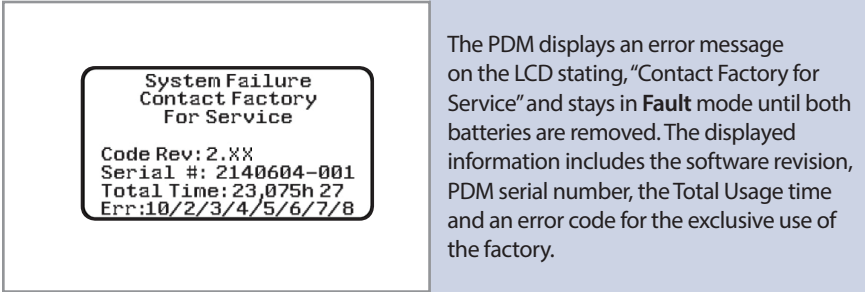 System Failure
Contact Factory
For Service
Code Rev: 2.XX
Serial #: 2140604-001
Total Time: 23,075h 27
Err:10/2/3/4/5/6/7/8
The PDM displays an error message
on the LCD stating, “Contact Factory for
Service” and stays in Fault mode until both
batteries are removed. The displayed
information includes the software revision,
PDM serial number, the Total Usage time
and an error code for the exclusive use of
the factory.